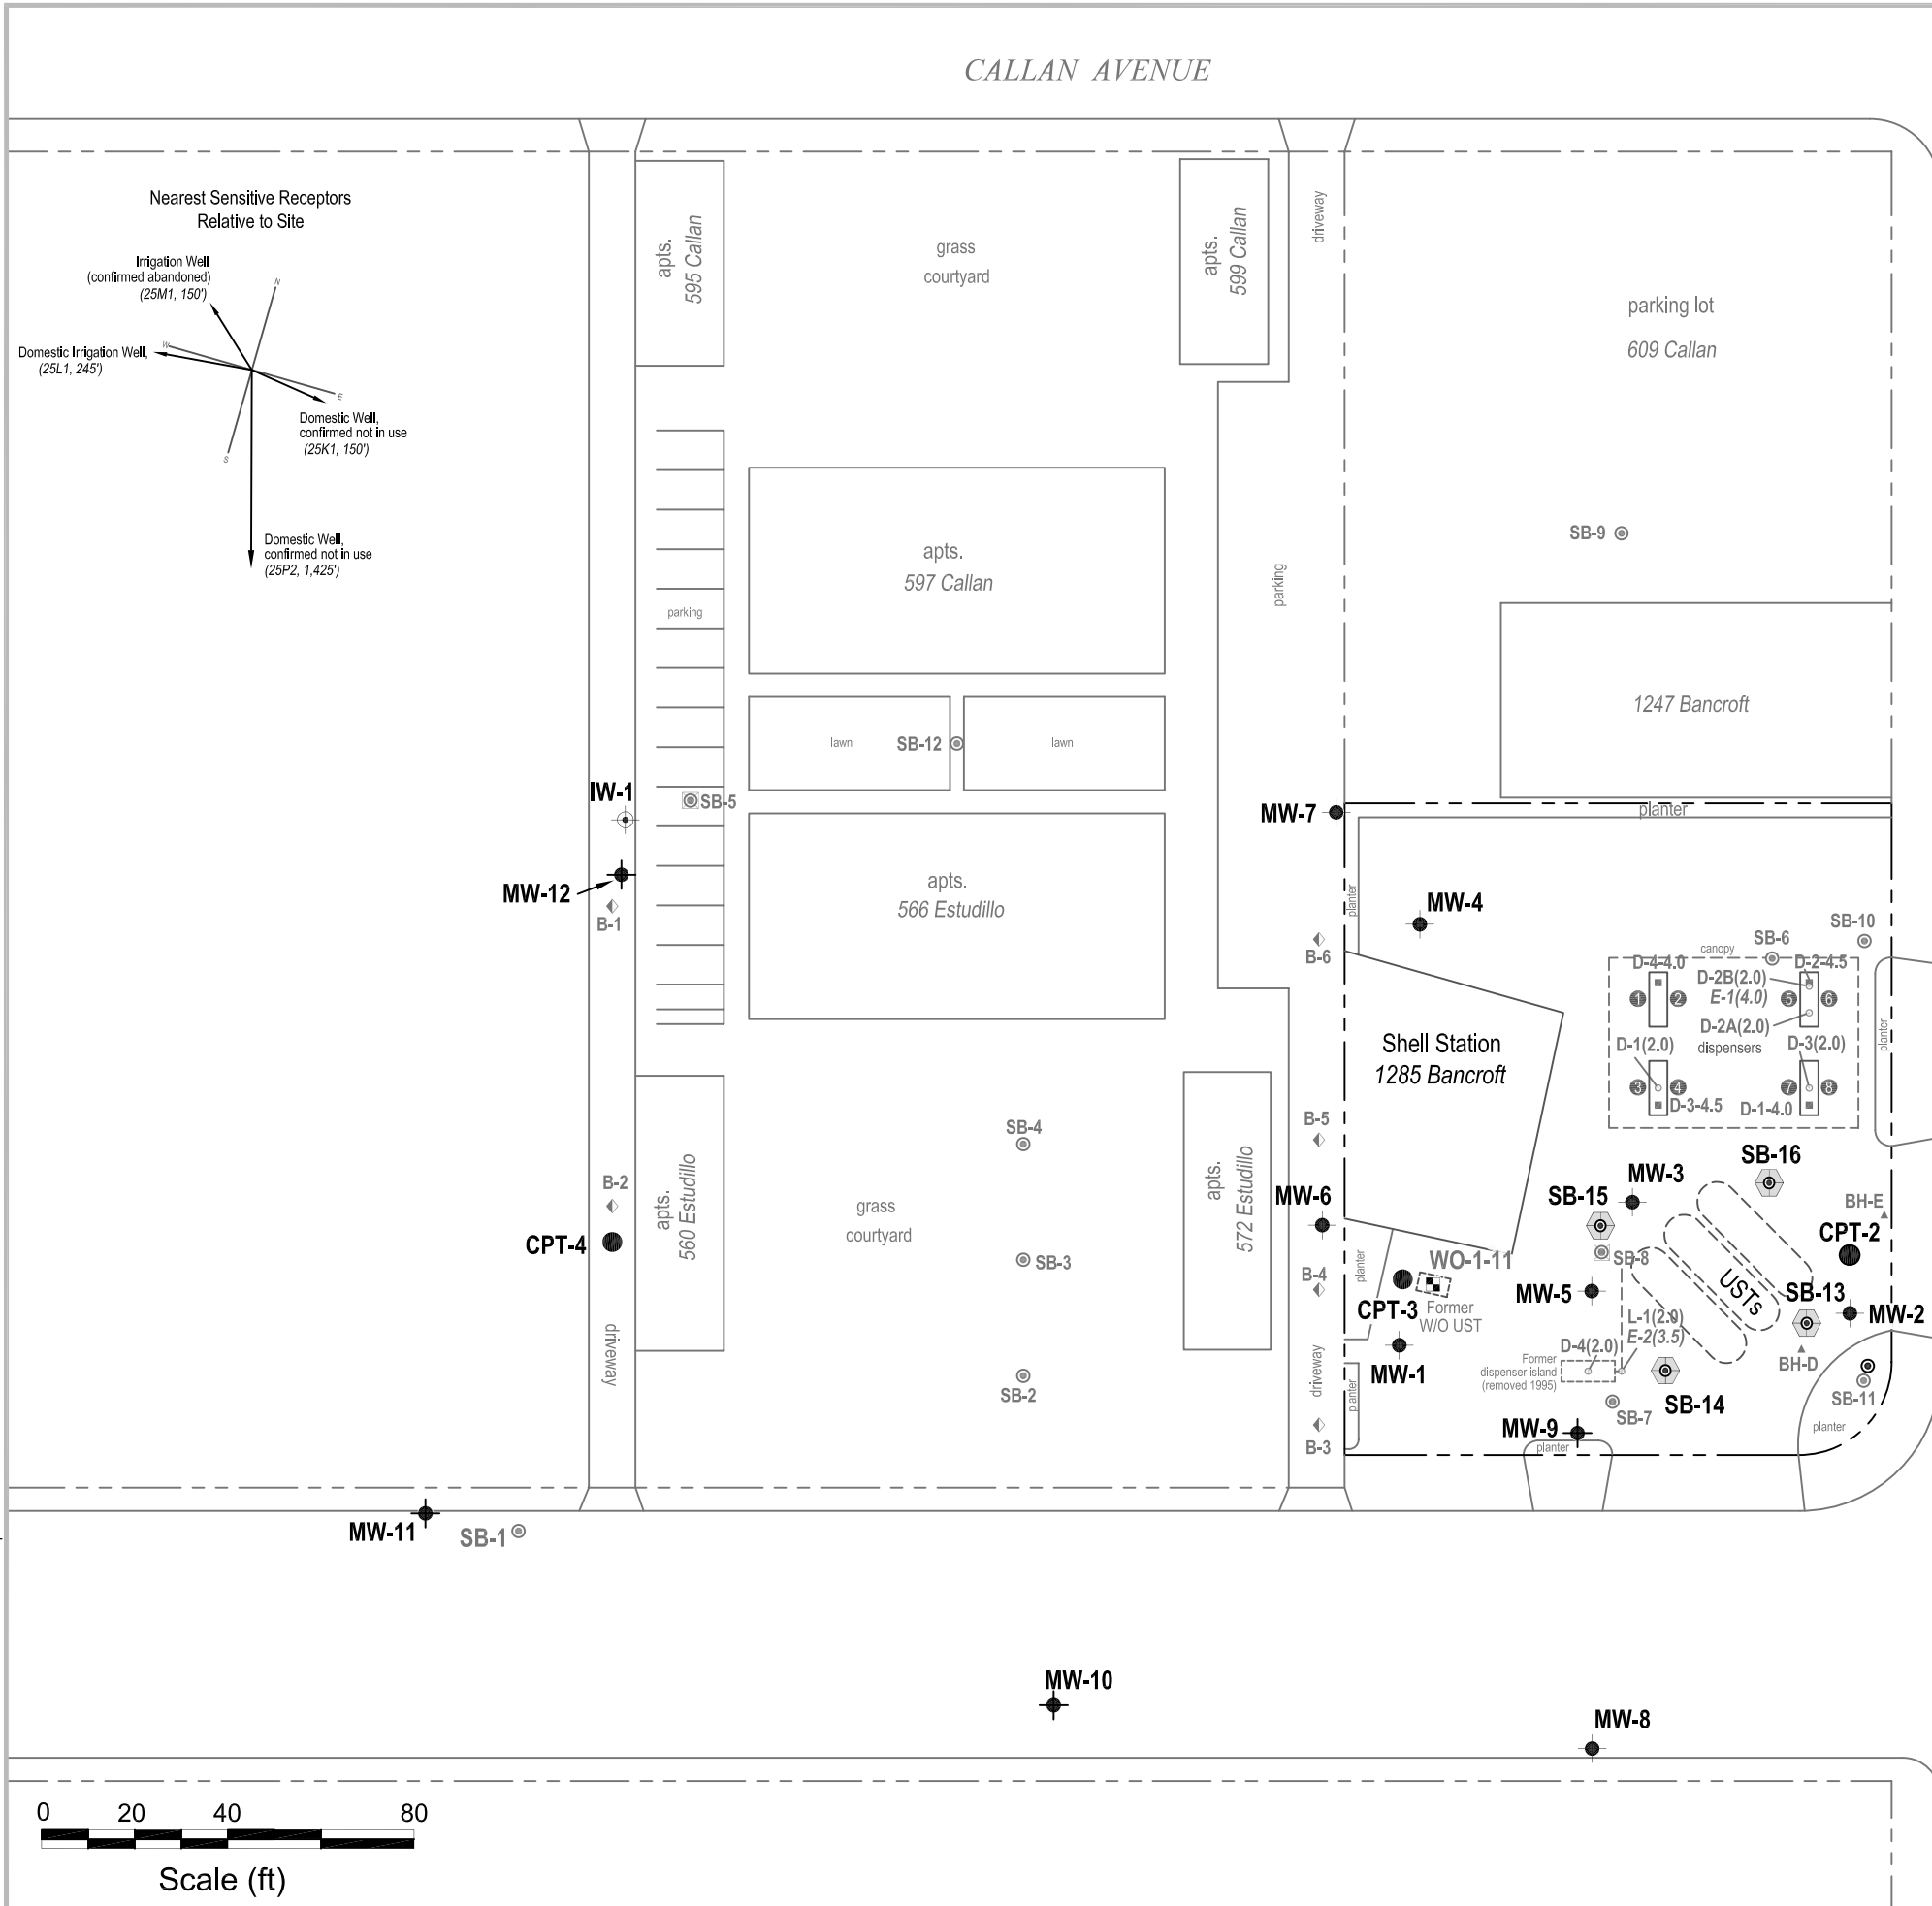 CALLAN AVENUE
Nearest Sensitive Receptors
Relative to Site
Irrigation Well
(confirmed abandoned)
(25M1, 150')
N
Domestic Irrigation Well,
(25L1, 245')
W
E
S
Domestic Well,
confirmed not in use
(25K1, 150')
Domestic Well,
confirmed not in use
(25P2, 1,425')
apts.
595 Callan
grass
courtyard
apts.
599 Callan
driveway
parking lot
609 Callan
SB-9
apts.
597 Callan
parking
parking
1247 Bancroft
lawn
SB-12
lawn
IW-1
SB-5
MW-7
planter
MW-12
B-1
apts.
566 Estudillo
planter
MW-4
B-6
SB-10
SB-6
canopy
D-4-4.0
D-2-4.5
D-2B(2.0)
E-1(4.0)
1
2
5
6
D-2A(2.0)
dispensers
D-1(2.0)
D-3(2.0)
3
4
7
8
D-3-4.5
D-1-4.0
planter
Shell Station
1285 Bancroft
SB-4
B-5
B-2
apts.
560 Estudillo
grass
courtyard
apts.
572 Estudillo
MW-6
SB-15
MW-3
SB-16
BH-E
CPT-2
CPT-4
SB-3
SB-8
WO-1-11
planter
B-4
CPT-3
Former
W/O UST
MW-5
USTs
SB-13
MW-2
L-1(2.0)
E-2(3.5)
D-4(2.0)
Former
dispenser island
(removed 1995)
BH-D
driveway
driveway
MW-1
SB-2
planter
SB-14
SB-11
SB-7
planter
MW-9
planter
B-3
MW-11
SB-1
MW-10
MW-8
0 20 40 80
Scale (ft)